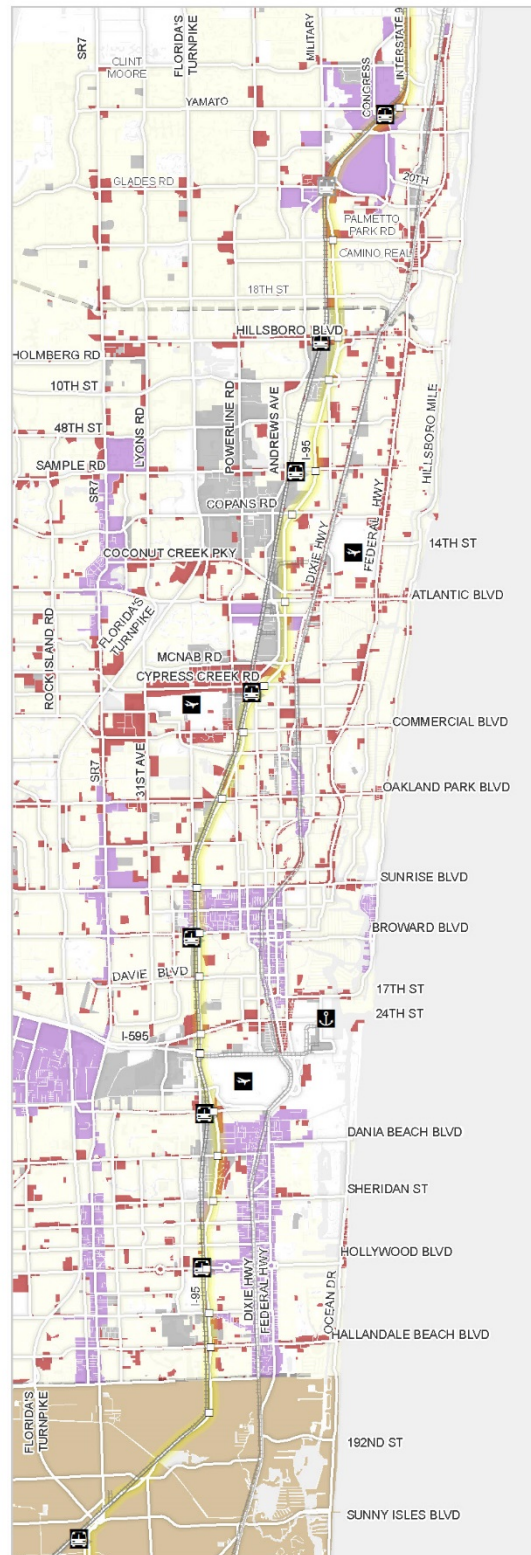 SR7
FLORIDA'S
TURNPIKE
MILITARY
CONGRESS
CLINT
MOORE
YAMATO
GLADES RD
20TH
PALMETTO
PARK RD
CAMINO REAL
18TH ST
HILLSBORO BLVD
HOLMBERG RD
10TH ST
48TH ST
SAMPLE RD
LYONS RD
POWERLINE RD
ANDREWS AVE
I-95
HILLSBORO MILE
SR7
COPANS RD
DIXIE HWY
FEDERAL HWY
14TH ST
COCONUT CREEK PKY
ATLANTIC BLVD
FLORIDA'S
TURNPIKE
ROCK ISLAND RD
MCNAB RD
CYPRESS CREEK RD
COMMERCIAL BLVD
SR7
31ST AVE
OAKLAND PARK BLVD
SUNRISE BLVD
BROWARD BLVD
DAVIE BLVD
17TH ST
24TH ST
I-595
DANIA BEACH BLVD
SHERIDAN ST
HOLLYWOOD BLVD
I-95
DIXIE HWY
FEDERAL HWY
OCEAN DR
HALLANDALE BEACH BLVD
FLORIDA'S
TURNPIKE
192ND ST
SUNNY ISLES BLVD